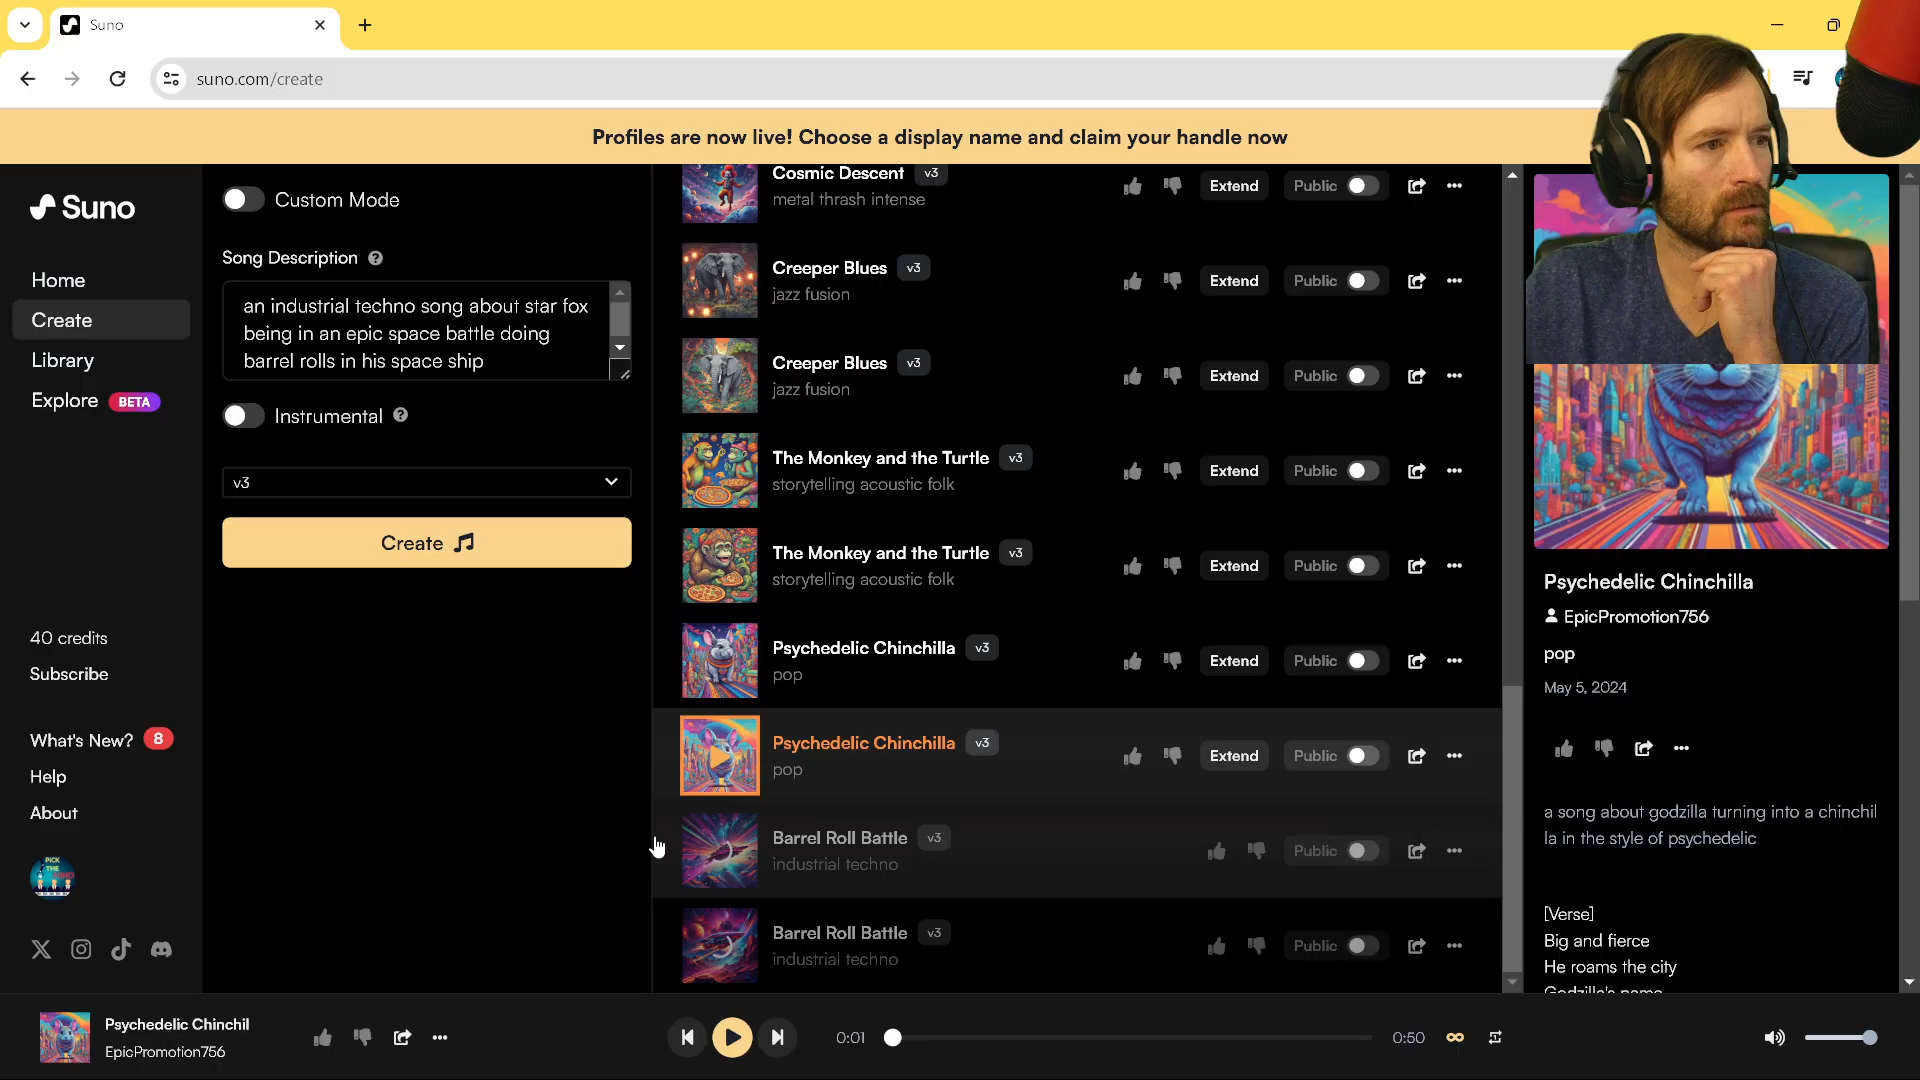 Suno
suno.com/create
Profiles are now live! Choose a display name and claim your handle now
Suno
Home
Create
Library
Explore BETA
40 credits
Subscribe
What's New? 8
Help
About
PICK THE
Custom Mode
Song Description ?
an industrial techno song about star fox
being in an epic space battle doing
barrel rolls in his space ship
Instrumental ?
v3
Create
Cosmic Descent v3
metal thrash intense
Extend Public
Creeper Blues v3
jazz fusion
Extend Public
Creeper Blues v3
jazz fusion
Extend Public
The Monkey and the Turtle v3
storytelling acoustic folk
Extend Public
The Monkey and the Turtle v3
storytelling acoustic folk
Extend Public
Psychedelic Chinchilla v3
pop
Extend Public
Psychedelic Chinchilla v3
pop
Extend Public
Barrel Roll Battle v3
industrial techno
Public
Barrel Roll Battle v3
industrial techno
Public
Psychedelic Chinchilla
EpicPromotion756
pop
May 5, 2024
a song about godzilla turning into a chinchil
la in the style of psychedelic
[Verse]
Big and fierce
He roams the city
Godzilla's name
Psychedelic Chinchil
EpicPromotion756
0:01
0:50